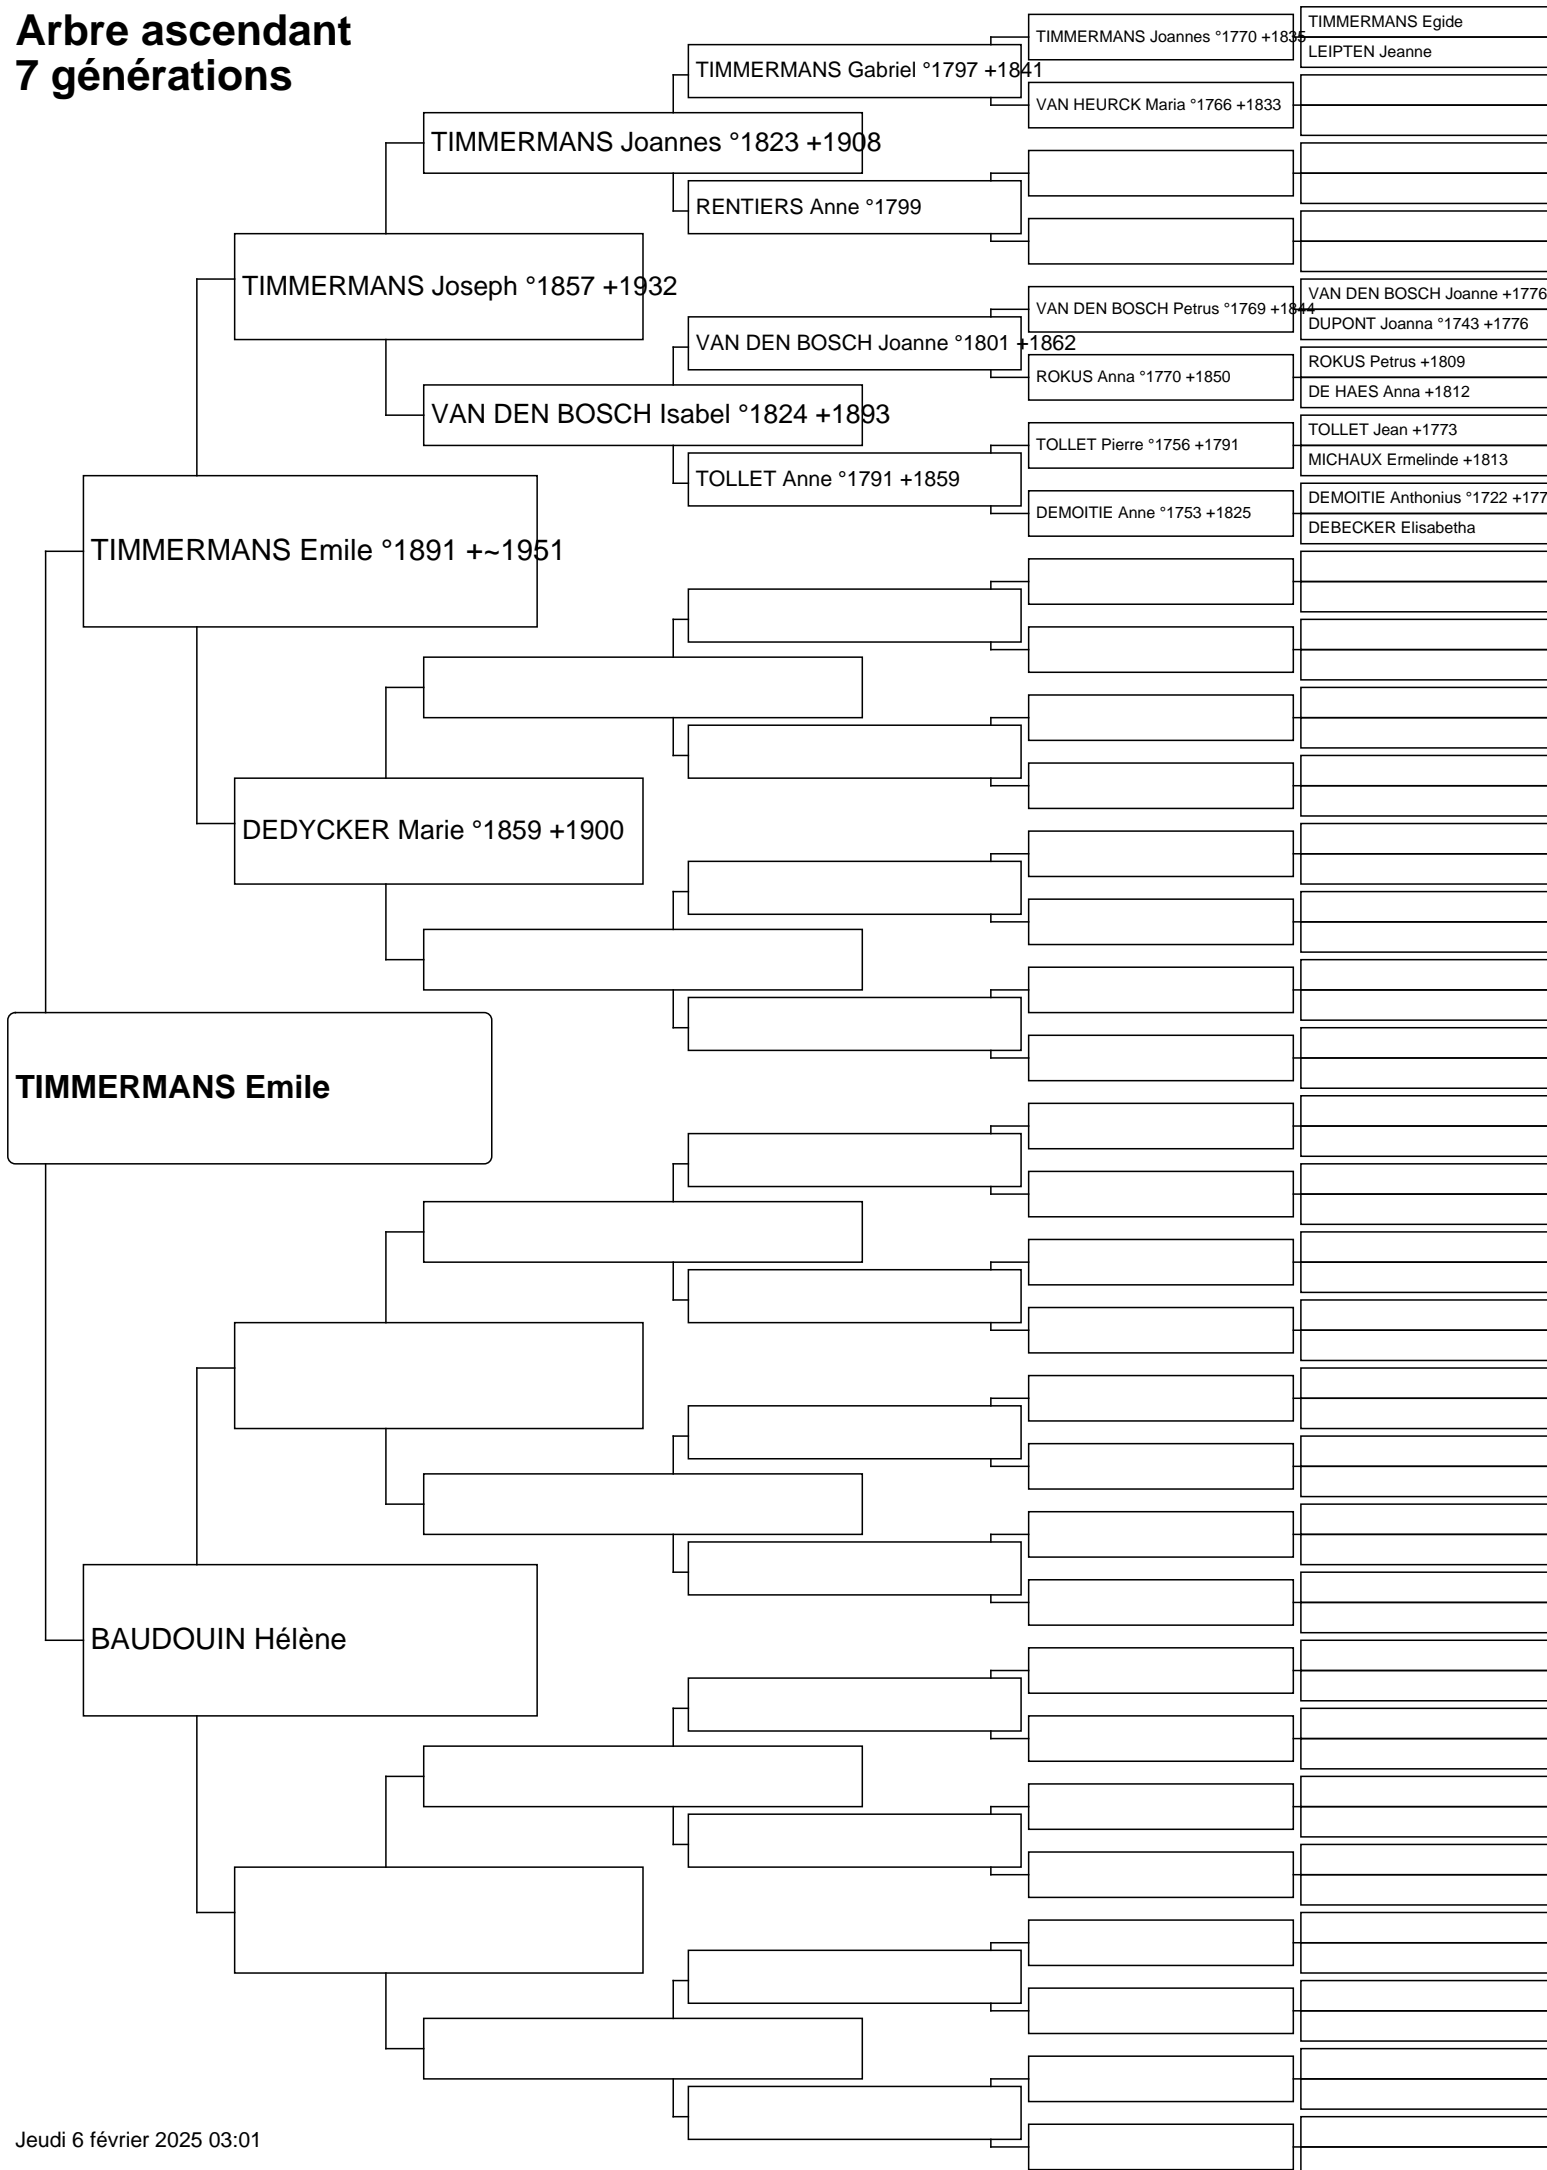 Arbre ascendant
7 générations
TIMMERMANS Emile
TIMMERMANS Emile °1891 +~1951
BAUDOUIN Hélène
TIMMERMANS Joseph °1857 +1932
DEDYCKER Marie °1859 +1900
TIMMERMANS Joannes °1823 +1908
VAN DEN BOSCH Isabel °1824 +1893
TIMMERMANS Gabriel °1797 +1841
RENTIERS Anne °1799
VAN DEN BOSCH Joanne °1801 +1862
TOLLET Anne °1791 +1859
TIMMERMANS Joannes °1770 +1835
VAN HEURCK Maria °1766 +1833
VAN DEN BOSCH Petrus °1769 +1844
ROKUS Anna °1770 +1850
TOLLET Pierre °1756 +1791
DEMOITIE Anne °1753 +1825
TIMMERMANS Egide
LEIPTEN Jeanne
VAN DEN BOSCH Joanne +1776
DUPONT Joanna °1743 +1776
ROKUS Petrus +1809
DE HAES Anna +1812
TOLLET Jean +1773
MICHAUX Ermelinde +1813
DEMOITIE Anthonius °1722 +177
DEBECKER Elisabetha
Jeudi 6 février 2025 03:01